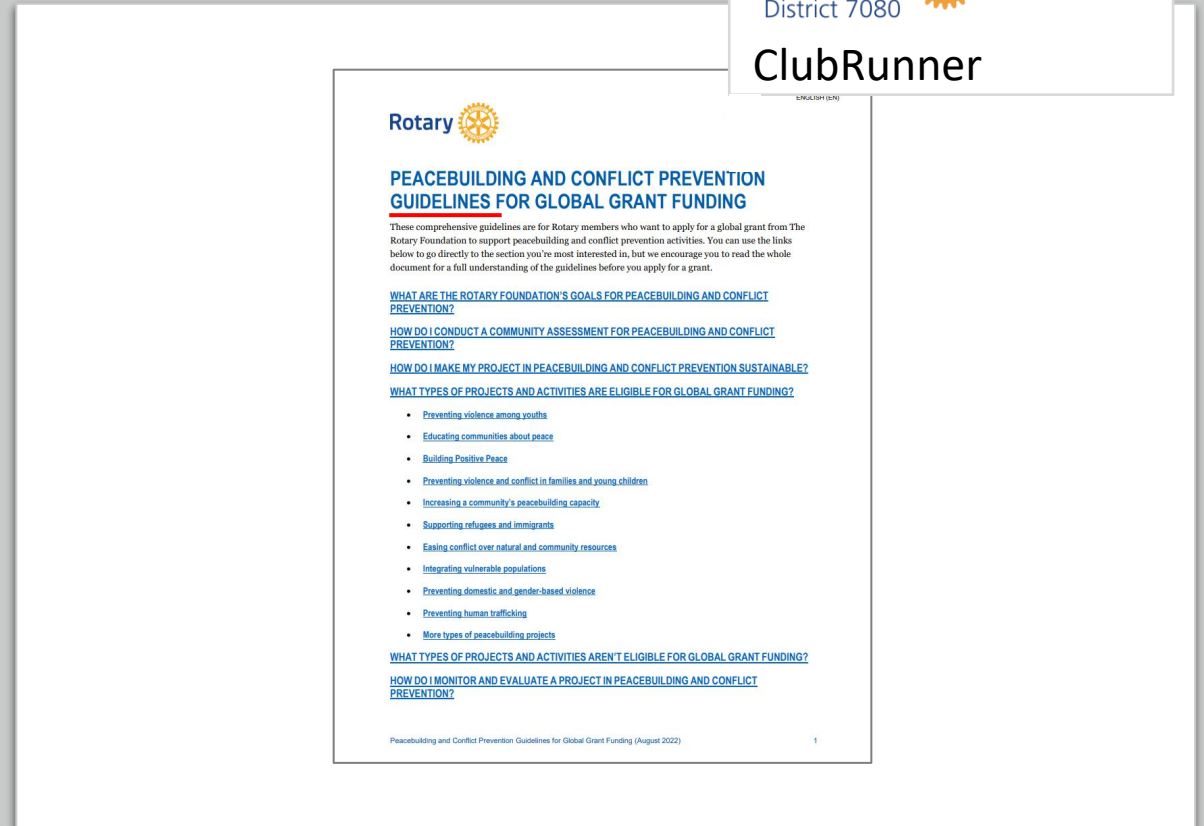 District 7080
ClubRunner
ENGLISH (EN)
Rotary
PEACEBUILDING AND CONFLICT PREVENTION
GUIDELINES FOR GLOBAL GRANT FUNDING
These comprehensive guidelines are for Rotary members who want to apply for a global grant from The
Rotary Foundation to support peacebuilding and conflict prevention activities. You can use the links
below to go directly to the section you're most interested in, but we encourage you to read the whole
document for a full understanding of the guidelines before you apply for a grant.
WHAT ARE THE ROTARY FOUNDATION'S GOALS FOR PEACEBUILDING AND CONFLICT
PREVENTION?
HOW DO I CONDUCT A COMMUNITY ASSESSMENT FOR PEACEBUILDING AND CONFLICT
PREVENTION?
HOW DO I MAKE MY PROJECT IN PEACEBUILDING AND CONFLICT PREVENTION SUSTAINABLE?
WHAT TYPES OF PROJECTS AND ACTIVITIES ARE ELIGIBLE FOR GLOBAL GRANT FUNDING?
• Preventing violence among youths
• Educating communities about peace
• Building Positive Peace
• Preventing violence and conflict in families and young children
• Increasing a community's peacebuilding capacity
• Supporting refugees and immigrants
• Easing conflict over natural and community resources
• Integrating vulnerable populations
• Preventing domestic and gender-based violence
• Preventing human trafficking
• More types of peacebuilding projects
WHAT TYPES OF PROJECTS AND ACTIVITIES AREN'T ELIGIBLE FOR GLOBAL GRANT FUNDING?
HOW DO I MONITOR AND EVALUATE A PROJECT IN PEACEBUILDING AND CONFLICT
PREVENTION?
Peacebuilding and Conflict Prevention Guidelines for Global Grant Funding (August 2022) 1